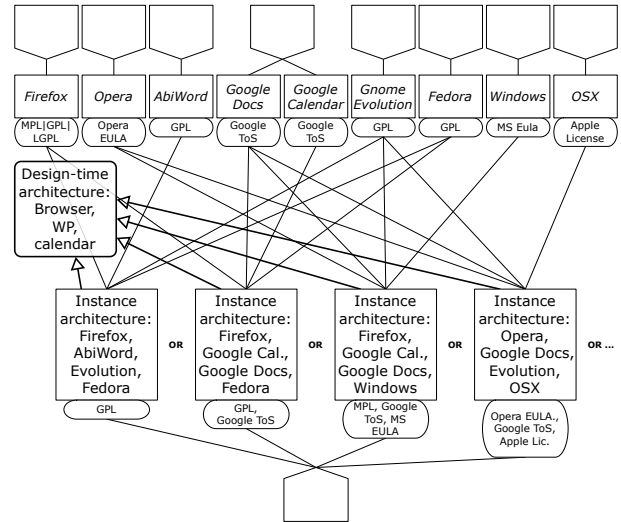 Firefox
Opera
AbiWord
Google
Docs
Google
Calendar
Gnome
Evolution
Fedora
Windows
OSX
MPL|GPL|
LGPL
Opera
EULA
GPL
Google
ToS
Google
ToS
GPL
GPL
MS Eula
Apple
License
Design-time
architecture:
Browser,
WP,
calendar
Instance
architecture:
Firefox,
AbiWord,
Evolution,
Fedora
OR
Instance
architecture:
Firefox,
Google Cal.,
Google Docs,
Fedora
OR
Instance
architecture:
Firefox,
Google Cal.,
Google Docs,
Windows
OR
Instance
architecture:
Opera,
Google Docs,
Evolution,
OSX
OR ...
GPL
GPL,
Google ToS
MPL, Google
ToS, MS
EULA
Opera EULA.,
Google ToS,
Apple Lic.